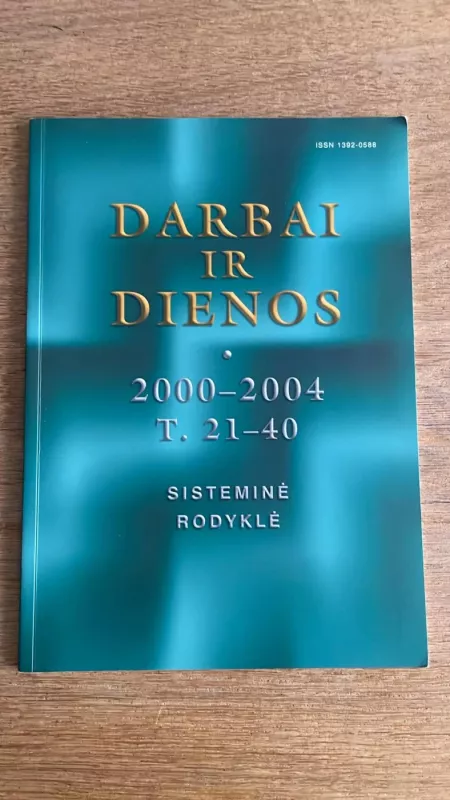 ISSN 1392-0588
DARBAI
IR
DIENOS
•
2000–2004
T. 21–40
SISTEMINĖ
RODYKLĖ